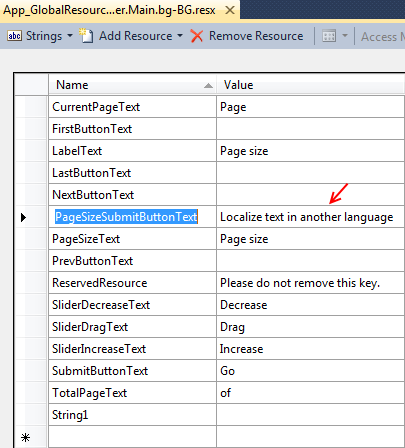 App_GlobalResourc...er.Main.bg-BG.resx
abc Strings Add Resource Remove Resource Access M
Name Value
CurrentPageText Page
FirstButtonText
LabelText Page size
LastButtonText
NextButtonText
PageSizeSubmitButtonText Localize text in another language
PageSizeText Page size
PrevButtonText
ReservedResource Please do not remove this key.
SliderDecreaseText Decrease
SliderDragText Drag
SliderIncreaseText Increase
SubmitButtonText Go
TotalPageText of
String1